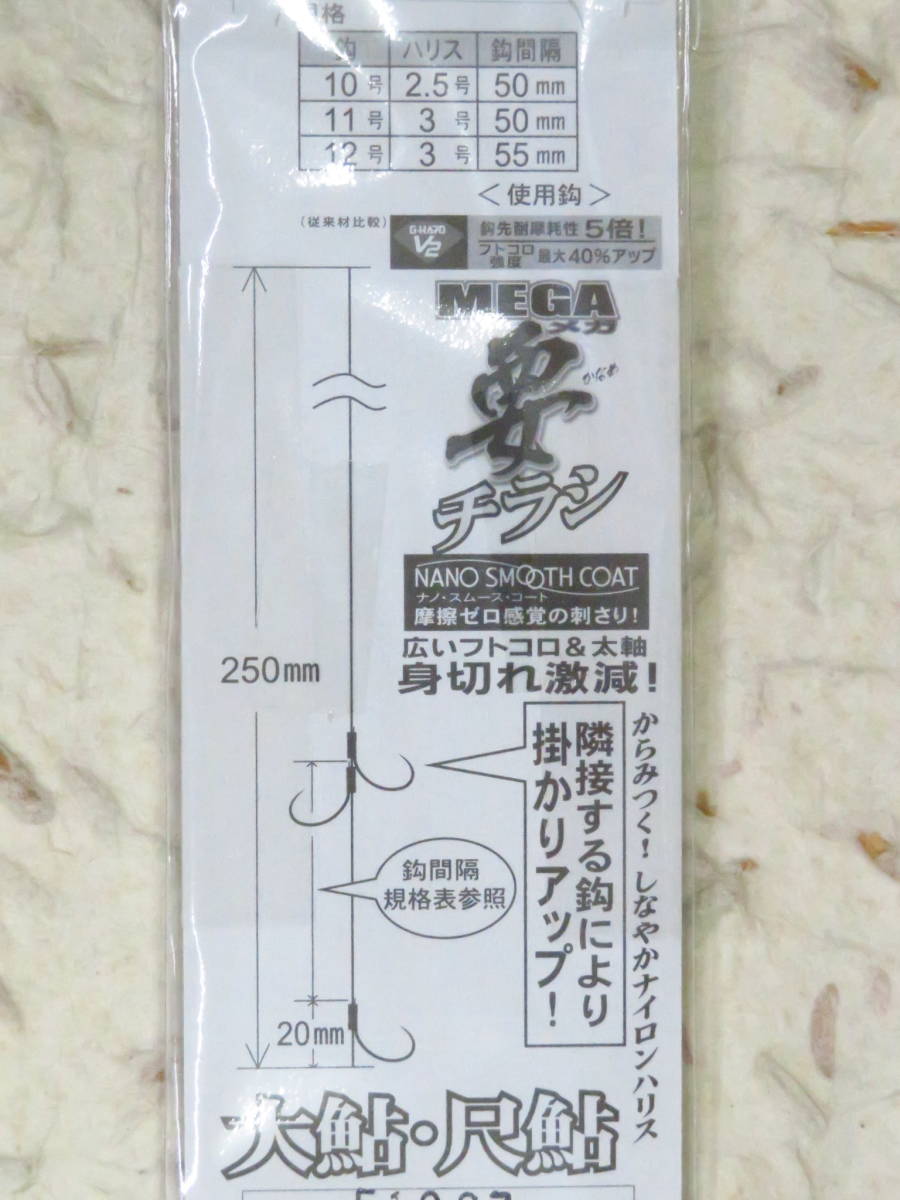 規格
鈎 ハリス 鈎間隔
10号 2.5号 50mm
11号 3号 50mm
12号 3号 55mm
＜使用鈎＞
(従来材比較)
G-HARD V2
鈎先耐摩耗性5倍!
フトコロ強度 最大40%アップ
MEGA
メガ
要
かなめ
チラシ
NANO SMOOTH COAT
ナノ・スムース・コート
摩擦ゼロ感覚の刺さり!
広いフトコロ&太軸
身切れ激減!
250mm
隣接する鈎により
掛かりアップ!
からみつく!しなやかナイロンハリス
鈎間隔
規格表参照
20mm
大鮎・尺鮎